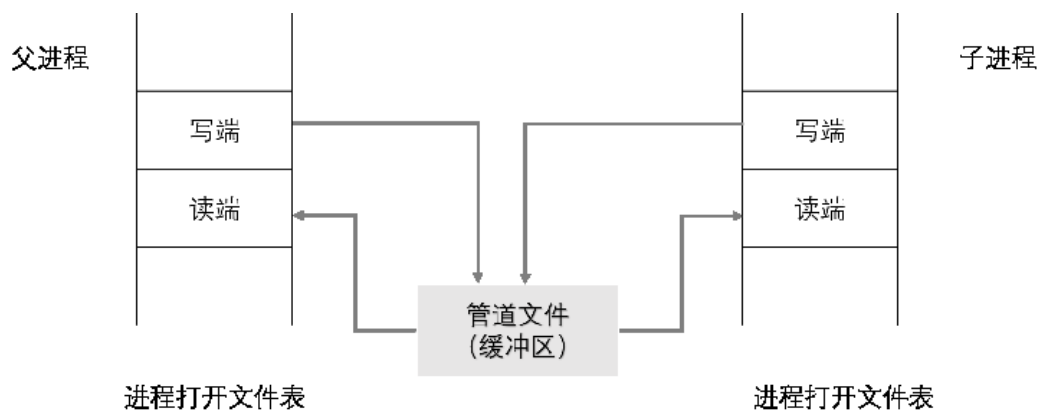 父进程
子进程
写端
写端
读端
读端
管道文件
(缓冲区)
进程打开文件表
进程打开文件表